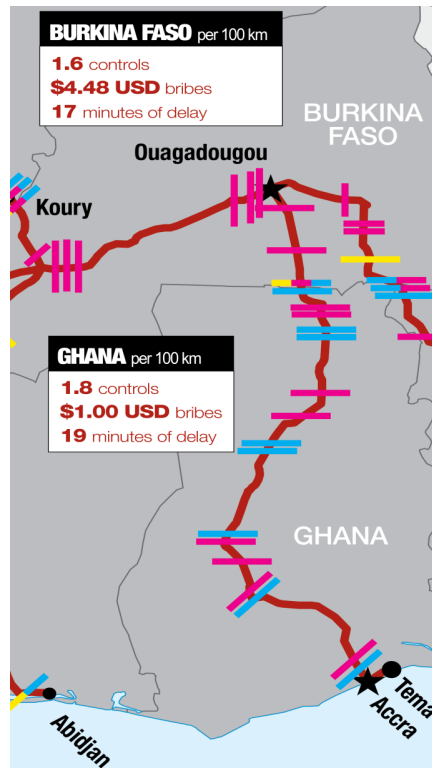 BURKINA FASO per 100 km
1.6 controls
$4.48 USD bribes
17 minutes of delay
BURKINA
FASO
Ouagadougou
Koury
GHANA per 100 km
1.8 controls
$1.00 USD bribes
19 minutes of delay
GHANA
Tema
Accra
Abidjan